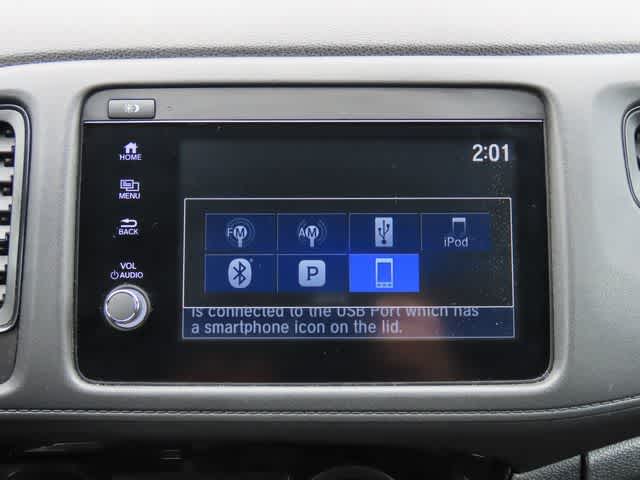 HOME
2:01
MENU
FM
AM
iPod
BACK
VOL
AUDIO
P
is connected to the USB Port which has
a smartphone icon on the lid.